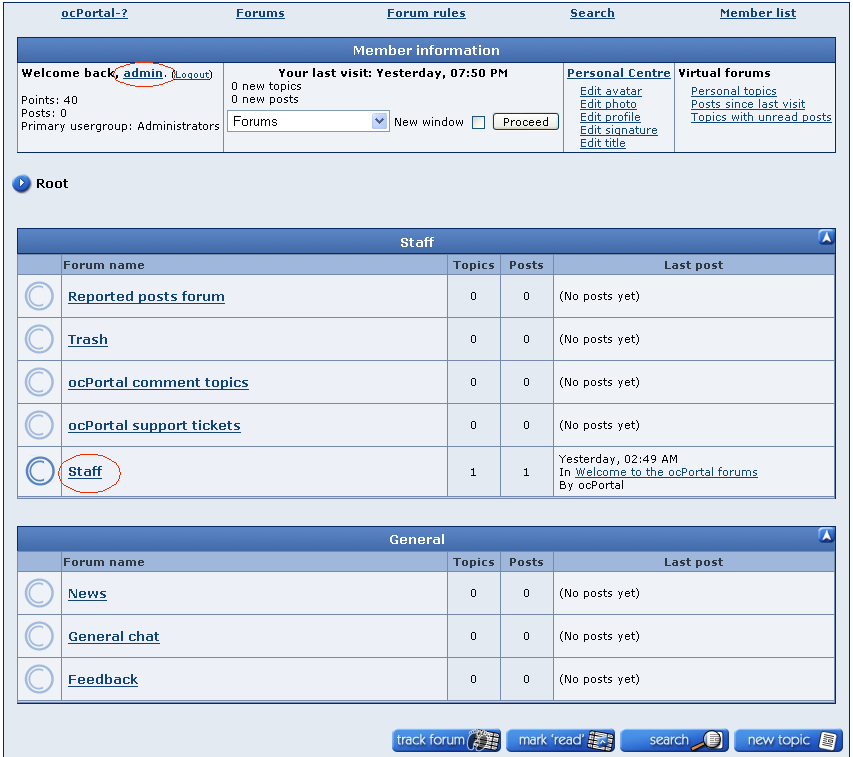 ocPortal-? Forums Forum rules Search Member list
Member information
Welcome back, admin. (Logout)
Points: 40
Posts: 0
Primary usergroup: Administrators
Your last visit: Yesterday, 07:50 PM
0 new topics
0 new posts
Forums New window Proceed
Personal Centre
Edit avatar
Edit photo
Edit profile
Edit signature
Edit title
Virtual forums
Personal topics
Posts since last visit
Topics with unread posts
Root
Staff
Forum name Topics Posts Last post
Reported posts forum 0 0 (No posts yet)
Trash 0 0 (No posts yet)
ocPortal comment topics 0 0 (No posts yet)
ocPortal support tickets 0 0 (No posts yet)
Staff 1 1 Yesterday, 02:49 AM
In Welcome to the ocPortal forums
By ocPortal
General
Forum name Topics Posts Last post
News 0 0 (No posts yet)
General chat 0 0 (No posts yet)
Feedback 0 0 (No posts yet)
track forum mark 'read' search new topic